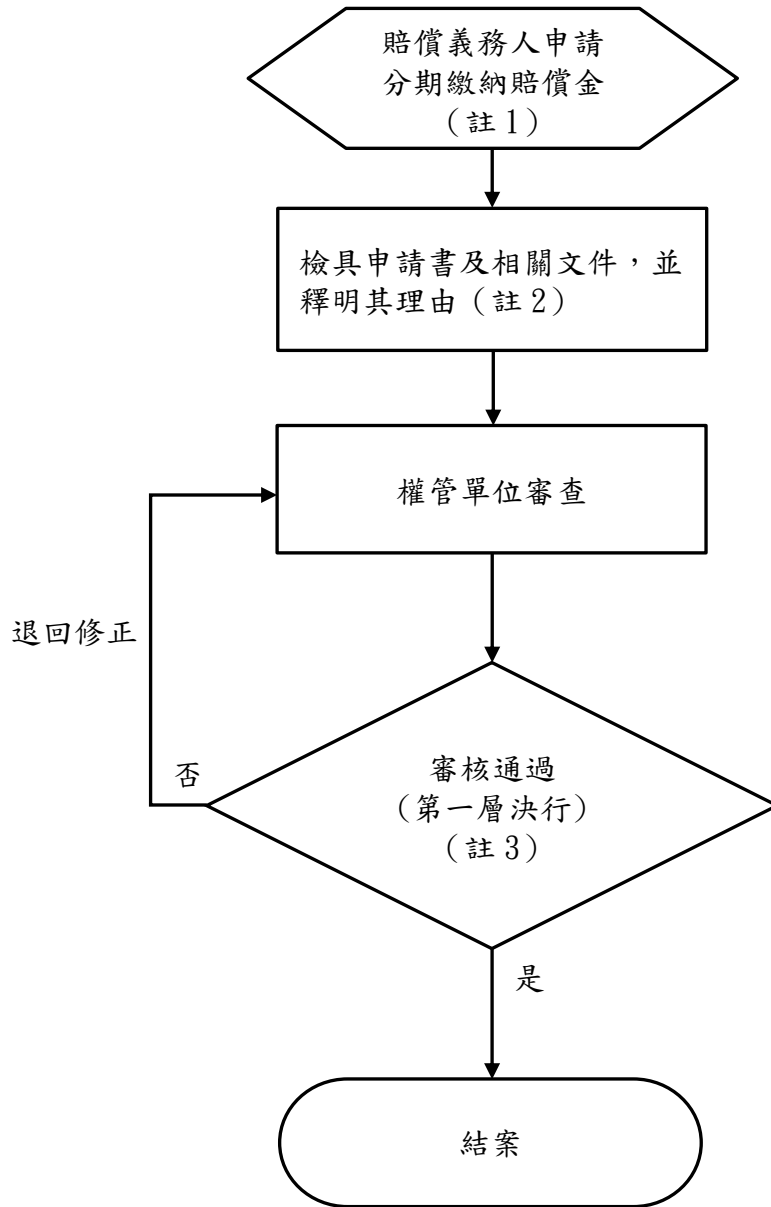 賠償義務人申請
分期繳納賠償金
（註1）
檢具申請書及相關文件，並
釋明其理由（註2）
權管單位審查
退回修正
否
審核通過
（第一層決行）
（註3）
是
結案